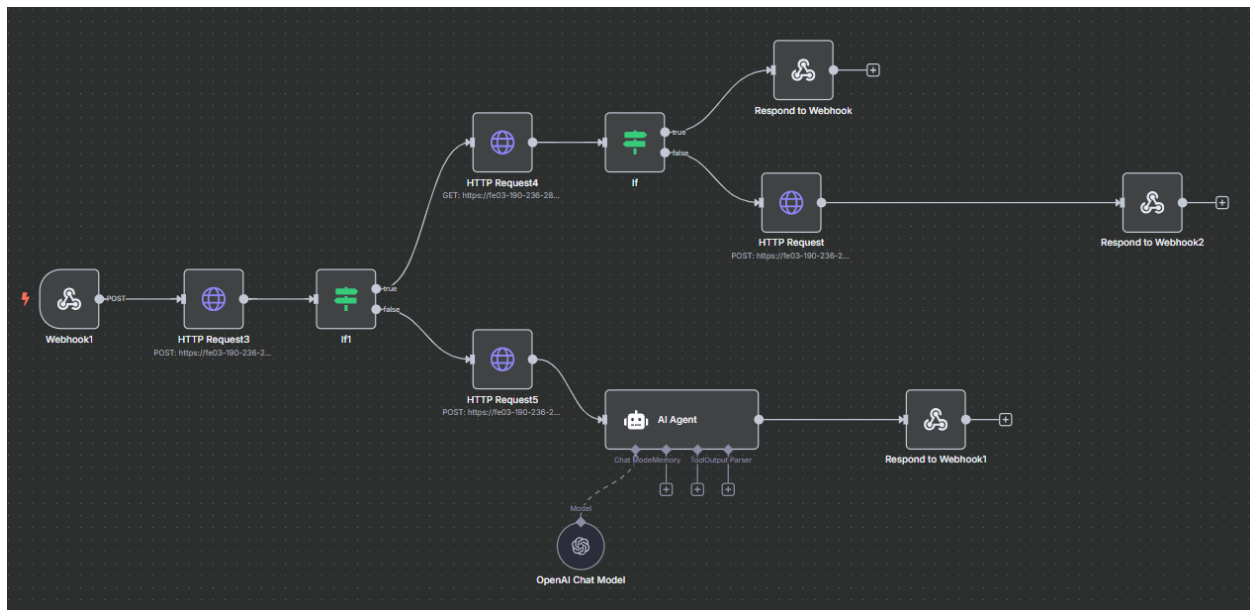 Respond to Webhook
true
false
HTTP Request4
GET: https://fe03-190-236-28...
If
HTTP Request
POST: https://fe03-190-236-2...
Respond to Webhook2
POST
Webhook1
HTTP Request3
POST: https://fe03-190-236-2...
true
false
If1
HTTP Request5
POST: https://fe03-190-236-2...
AI Agent
Chat Model
Memory
Tool
Output Parser
Respond to Webhook1
Model
OpenAI Chat Model